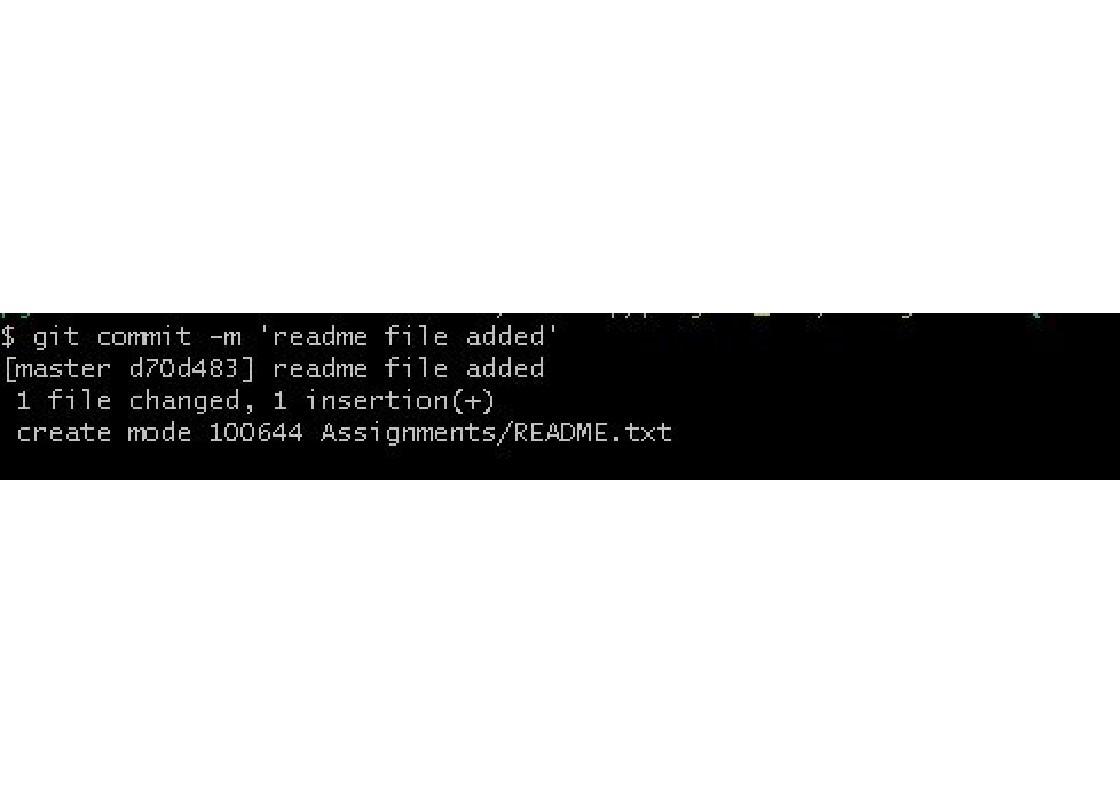 $ git commit -m 'readme file added'
[master d70d483] readme file added
1 file changed, 1 insertion(+)
create mode 100644 Assignments/README.txt